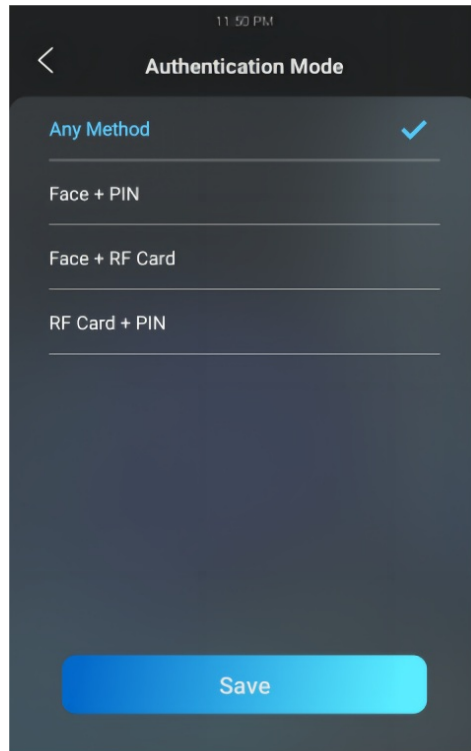 11:50 PM
Authentication Mode
Any Method
Face + PIN
Face + RF Card
RF Card + PIN
Save